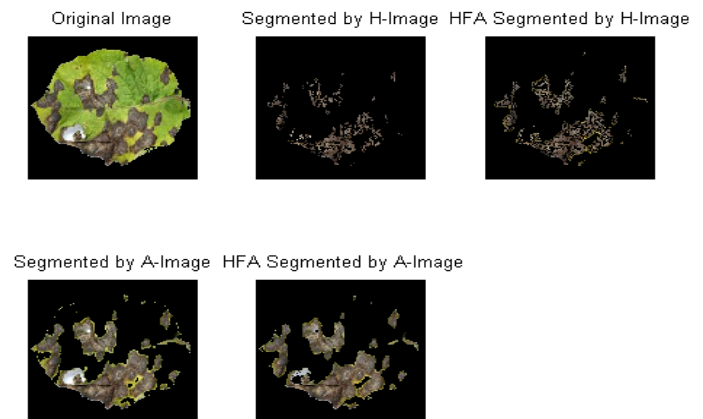 Original Image
Segmented by H-Image
HFA Segmented by H-Image
Segmented by A-Image
HFA Segmented by A-Image